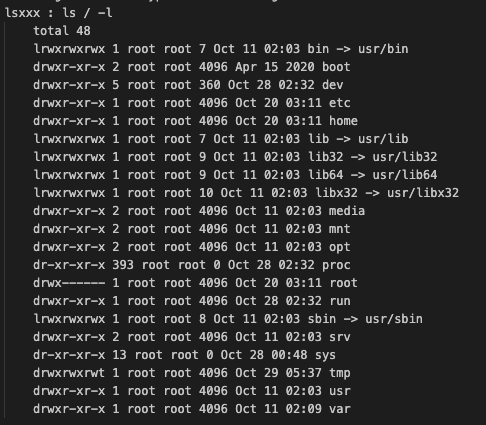 lsxxx : ls / -l
total 48
lrwxrwxrwx 1 root root 7 Oct 11 02:03 bin -> usr/bin
drwxr-xr-x 2 root root 4096 Apr 15 2020 boot
drwxr-xr-x 5 root root 360 Oct 28 02:32 dev
drwxr-xr-x 1 root root 4096 Oct 20 03:11 etc
drwxr-xr-x 1 root root 4096 Oct 20 03:11 home
lrwxrwxrwx 1 root root 7 Oct 11 02:03 lib -> usr/lib
lrwxrwxrwx 1 root root 9 Oct 11 02:03 lib32 -> usr/lib32
lrwxrwxrwx 1 root root 9 Oct 11 02:03 lib64 -> usr/lib64
lrwxrwxrwx 1 root root 10 Oct 11 02:03 libx32 -> usr/libx32
drwxr-xr-x 2 root root 4096 Oct 11 02:03 media
drwxr-xr-x 2 root root 4096 Oct 11 02:03 mnt
drwxr-xr-x 2 root root 4096 Oct 11 02:03 opt
dr-xr-xr-x 393 root root 0 Oct 28 02:32 proc
drwx------ 1 root root 4096 Oct 20 03:11 root
drwxr-xr-x 1 root root 4096 Oct 28 02:32 run
lrwxrwxrwx 1 root root 8 Oct 11 02:03 sbin -> usr/sbin
drwxr-xr-x 2 root root 4096 Oct 11 02:03 srv
dr-xr-xr-x 13 root root 0 Oct 28 00:48 sys
drwxrwxrwt 1 root root 4096 Oct 29 05:37 tmp
drwxr-xr-x 1 root root 4096 Oct 11 02:03 usr
drwxr-xr-x 1 root root 4096 Oct 11 02:09 var